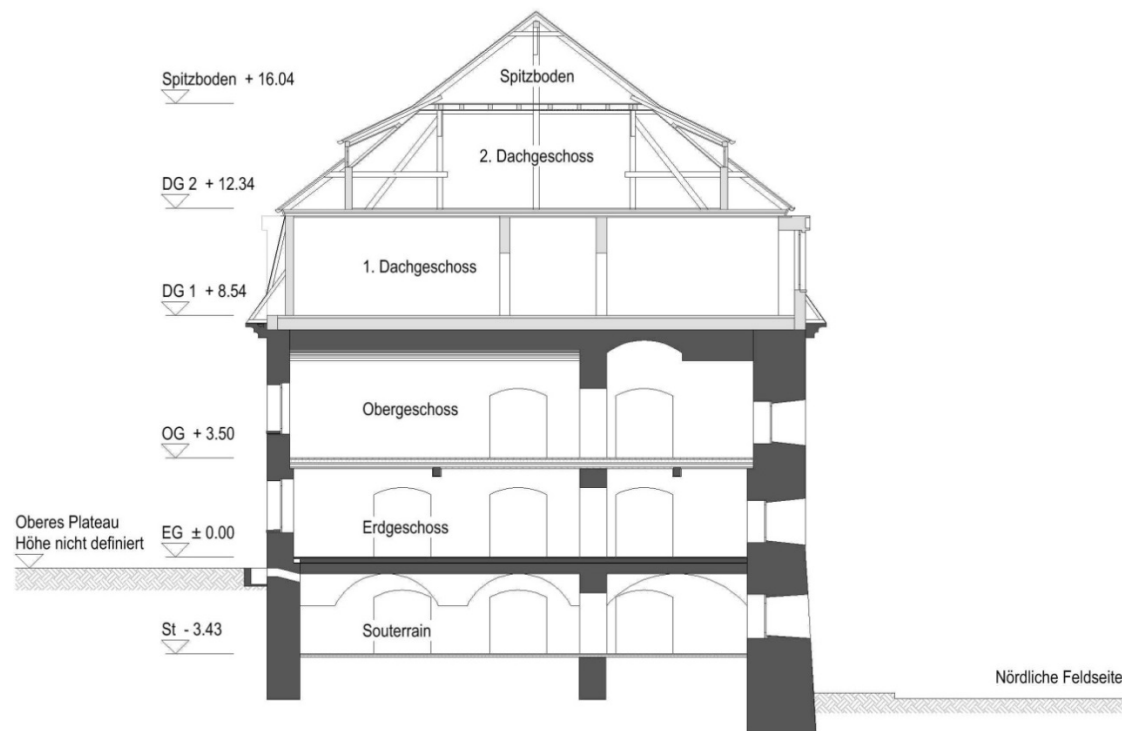 Spitzboden + 16.04
Spitzboden
2. Dachgeschoss
DG 2 + 12.34
1. Dachgeschoss
DG 1 + 8.54
Obergeschoss
OG + 3.50
Oberes Plateau
Höhe nicht definiert
EG ± 0.00
Erdgeschoss
St - 3.43
Souterrain
Nördliche Feldseite